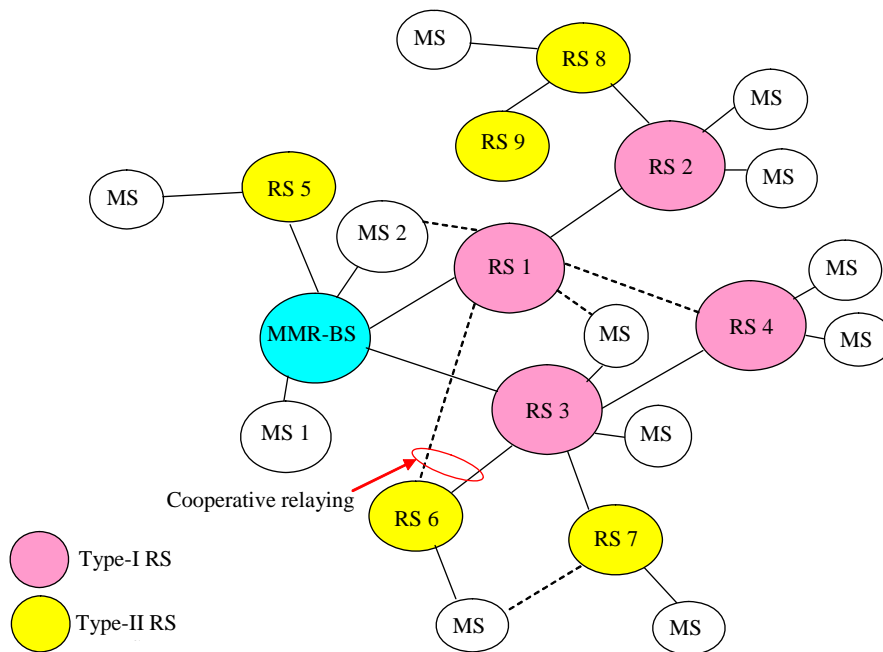 MS
RS 8
MS
RS 9
RS 2
MS
RS 5
MS
MS 2
RS 1
MS
MMR-BS
MS
RS 4
MS
RS 3
MS 1
MS
Cooperative relaying
RS 6
RS 7
Type-I RS
Type-II RS
MS
MS